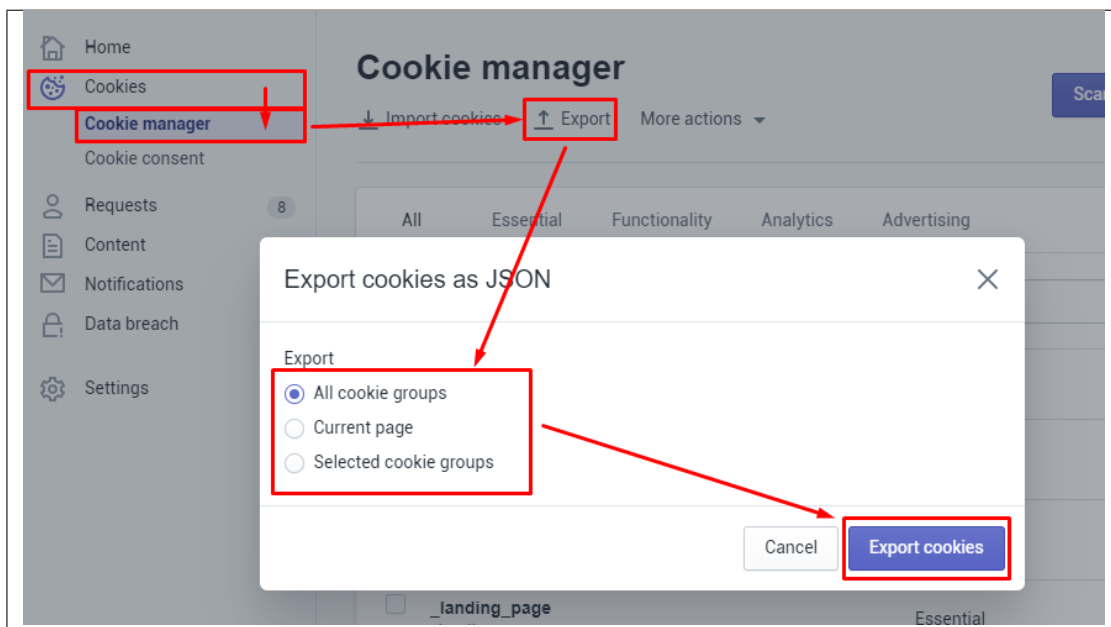 Home
Cookies
Cookie manager
Cookie consent
Requests 8
Content
Notifications
Data breach
Settings
Cookie manager
Import cookies Export More actions
Scan
All Essential Functionality Analytics Advertising
Export cookies as JSON
Export
All cookie groups
Current page
Selected cookie groups
Cancel Export cookies
_landing_page
Essential